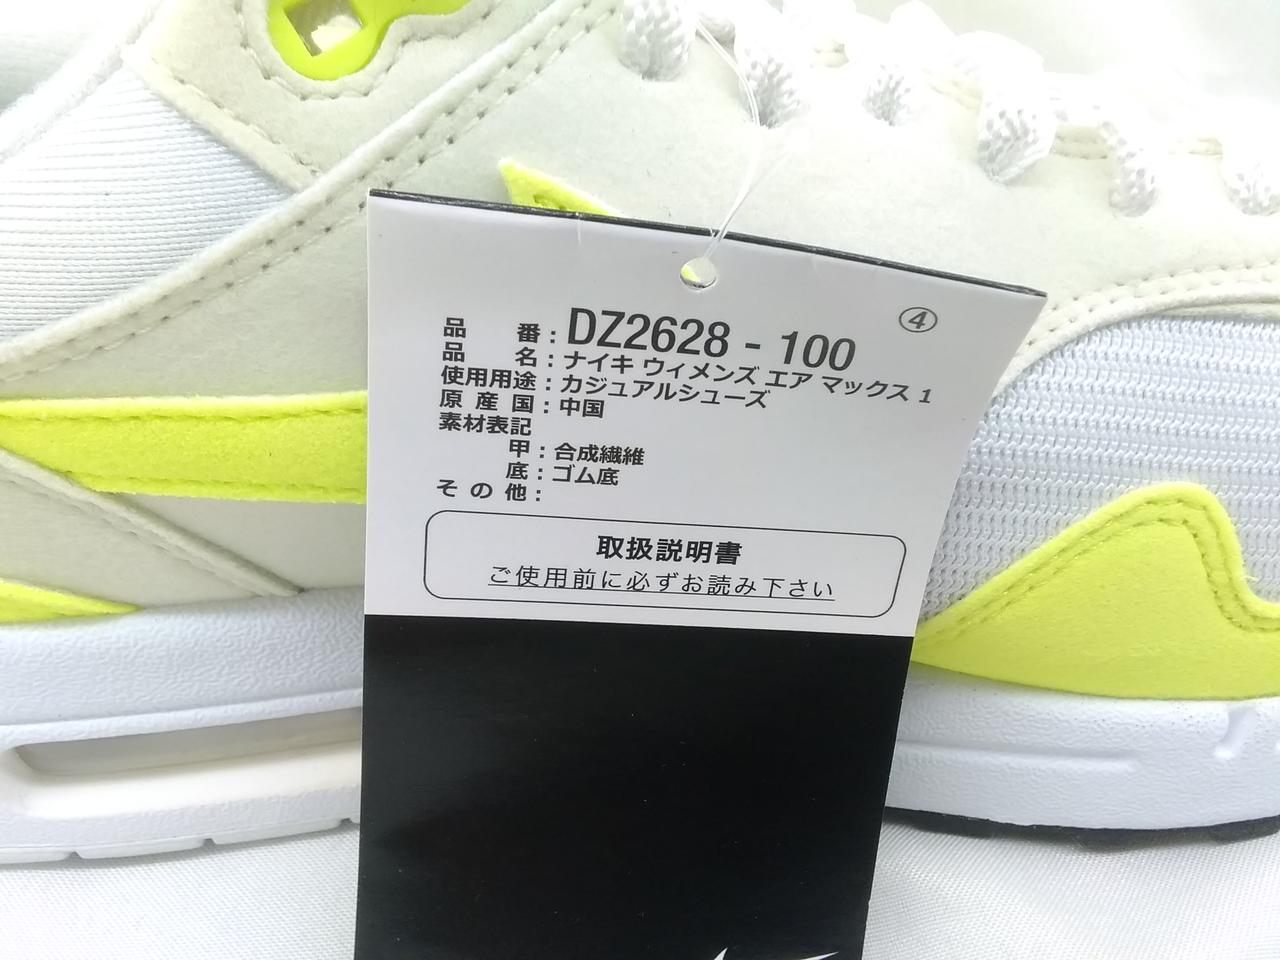 ④
品番：DZ2628 - 100
品名：ナイキ ウィメンズ エア マックス 1
使用用途：カジュアルシューズ
原産国：中国
素材表記
甲：合成繊維
底：ゴム底
その他：
取扱説明書
ご使用前に必ずお読み下さい